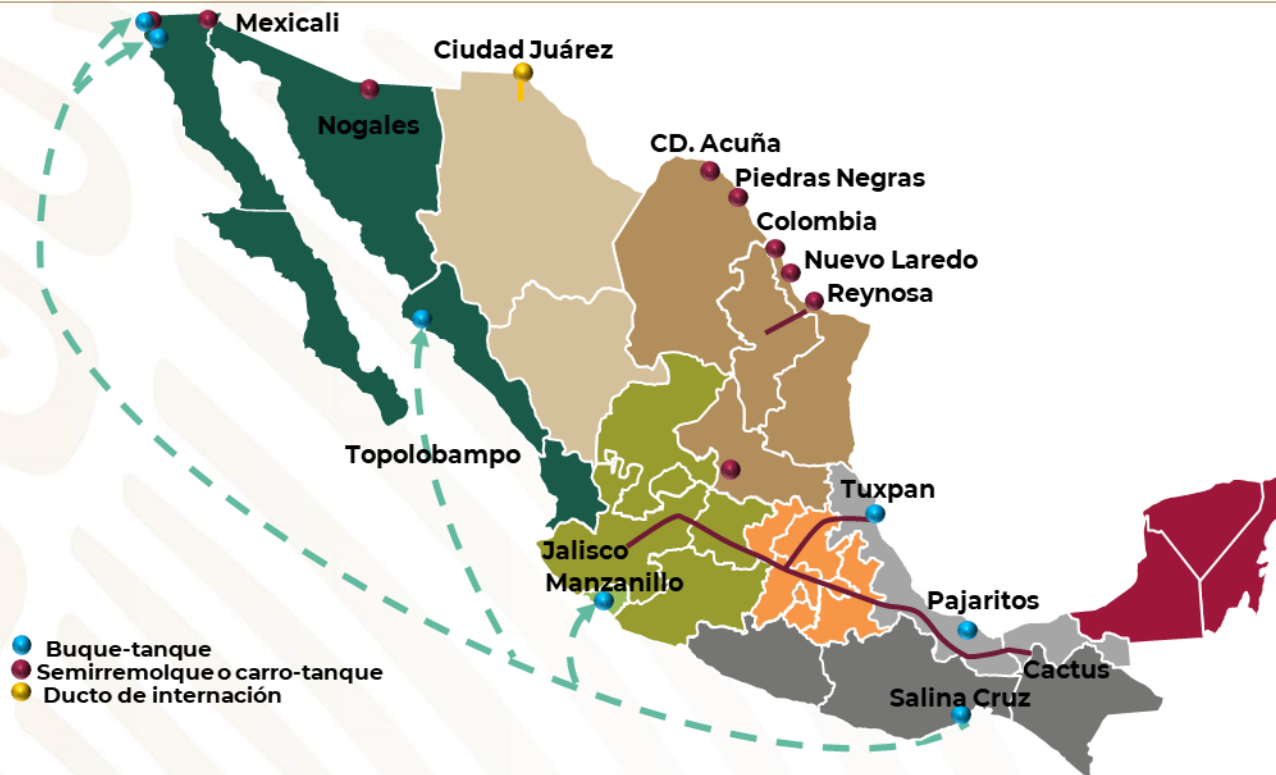 Mexicali
Ciudad Juárez
Nogales
CD. Acuña
Piedras Negras
Colombia
Nuevo Laredo
Reynosa
Topolobampo
Tuxpan
Jalisco
Manzanillo
Pajaritos
Cactus
Salina Cruz
Buque-tanque
Semirremolque o carro-tanque
Ducto de internación